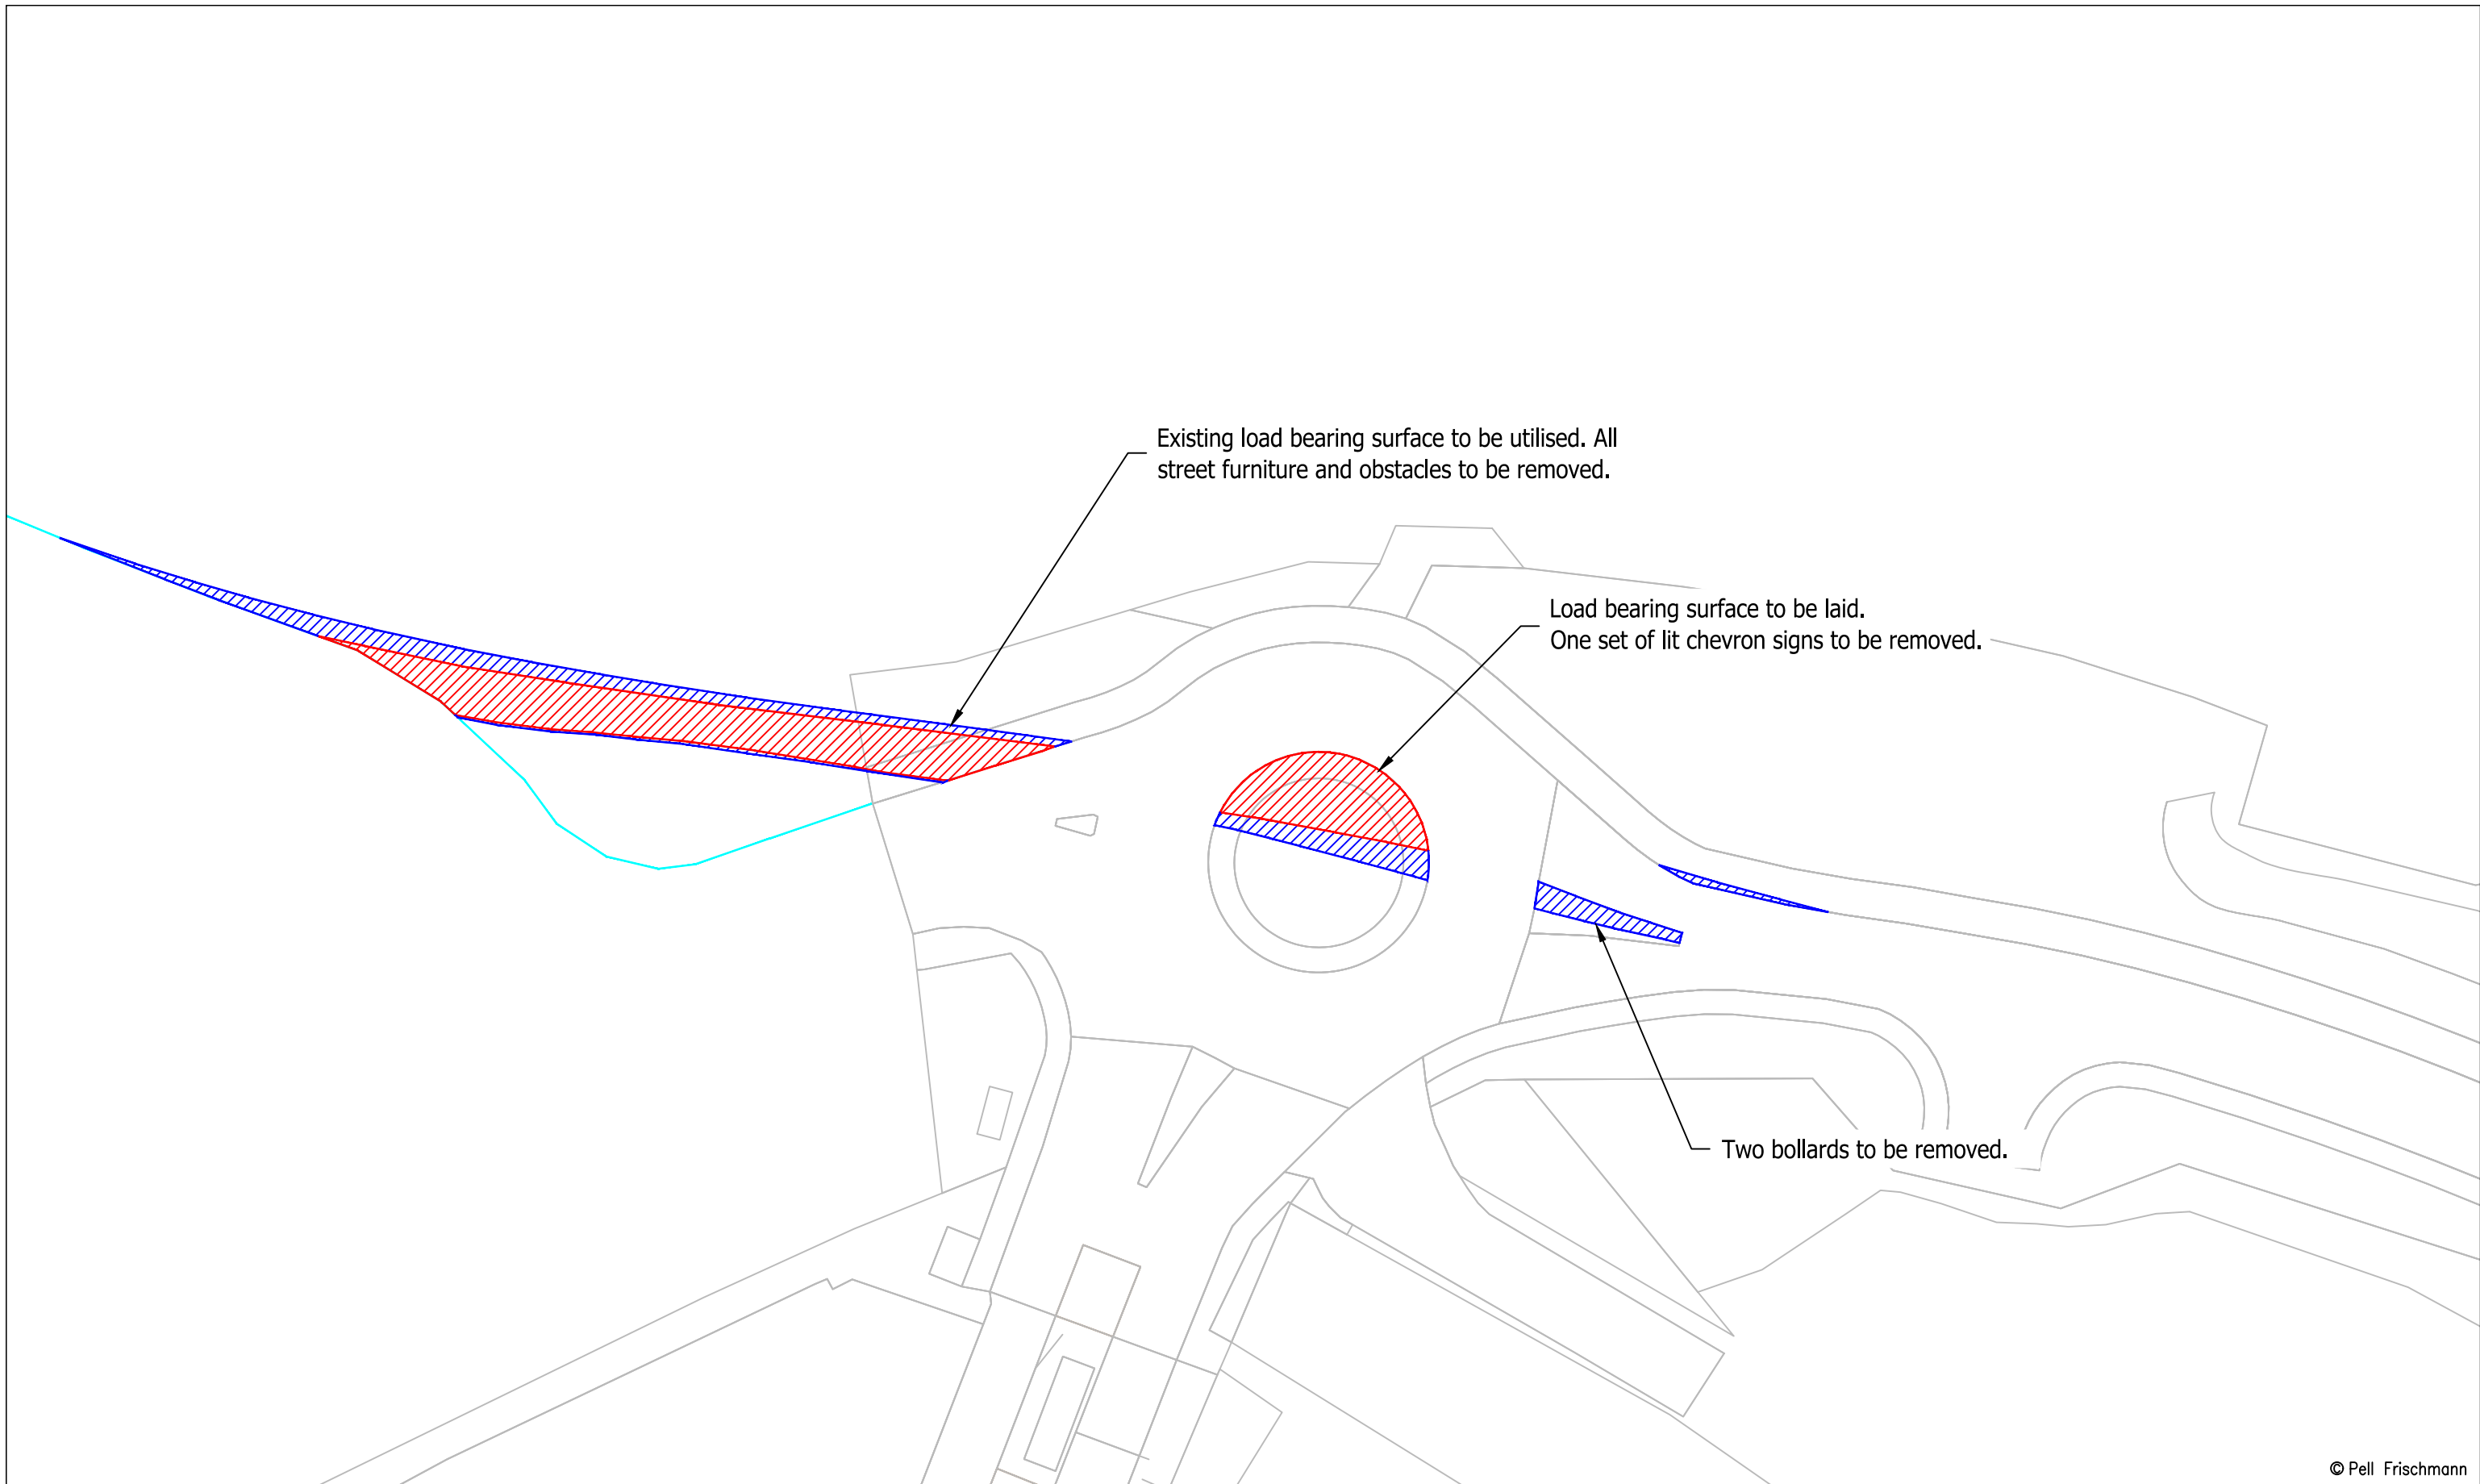 Existing load bearing surface to be utilised. All
street furniture and obstacles to be removed.
Load bearing surface to be laid.
One set of lit chevron signs to be removed.
Two bollards to be removed.
© Pell Frischmann